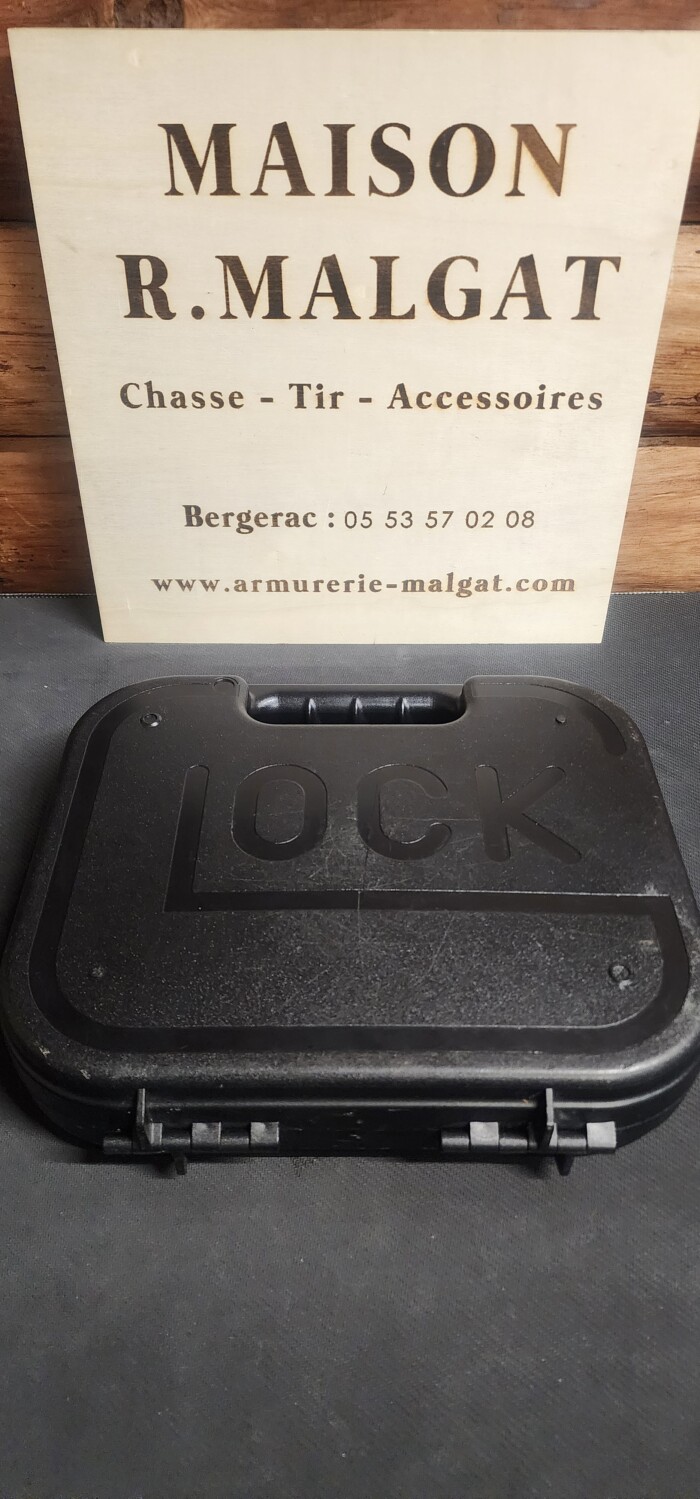 MAISON
R.MALGAT
Chasse - Tir - Accessoires
Bergerac : 05 53 57 02 08
www.armurerie-malgat.com
GLOCK